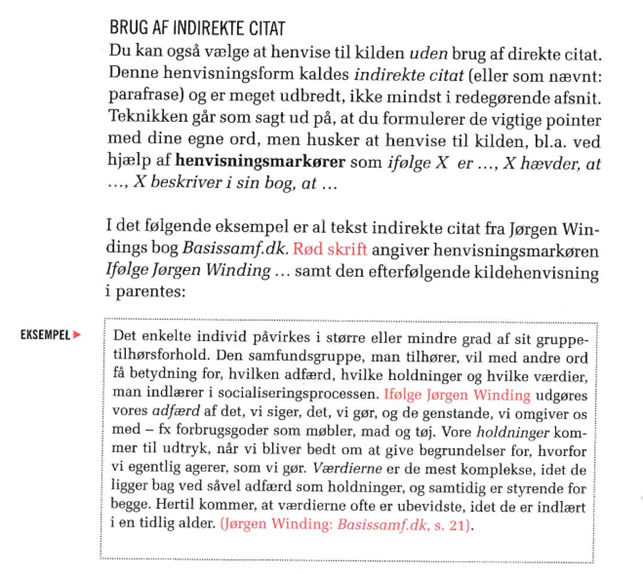 BRUG AF INDIREKTE CITAT
Du kan også vælge at henvise til kilden uden brug af direkte citat.
Denne henvisningsform kaldes indirekte citat (eller som nævnt:
parafrase) og er meget udbredt, ikke mindst i redegørende afsnit.
Teknikken går som sagt ud på, at du formulerer de vigtige pointer
med dine egne ord, men husker at henvise til kilden, bl.a. ved
hjælp af henvisningsmarkører som ifølge X er ..., X hævder, at
..., X beskriver i sin bog, at ...
I det følgende eksempel er al tekst indirekte citat fra Jørgen Win-
dings bog Basissamf.dk. Rød skrift angiver henvisningsmarkøren
Ifølge Jørgen Winding ... samt den efterfølgende kildehenvisning
i parentes:
EKSEMPEL ▶
Det enkelte individ påvirkes i større eller mindre grad af sit gruppe-
tilhørsforhold. Den samfundsgruppe, man tilhører, vil med andre ord
få betydning for, hvilken adfærd, hvilke holdninger og hvilke værdier,
man indlærer i socialiseringsprocessen. Ifølge Jørgen Winding udgøres
vores adfærd af det, vi siger, det, vi gør, og de genstande, vi omgiver os
med – fx forbrugsgoder som møbler, mad og tøj. Vore holdninger kom-
mer til udtryk, når vi bliver bedt om at give begrundelser for, hvorfor
vi egentlig agerer, som vi gør. Værdierne er de mest komplekse, idet de
ligger bag ved såvel adfærd som holdninger, og samtidig er styrende for
begge. Hertil kommer, at værdierne ofte er ubevidste, idet de er indlært
i en tidlig alder. (Jørgen Winding: Basissamf.dk, s. 21).